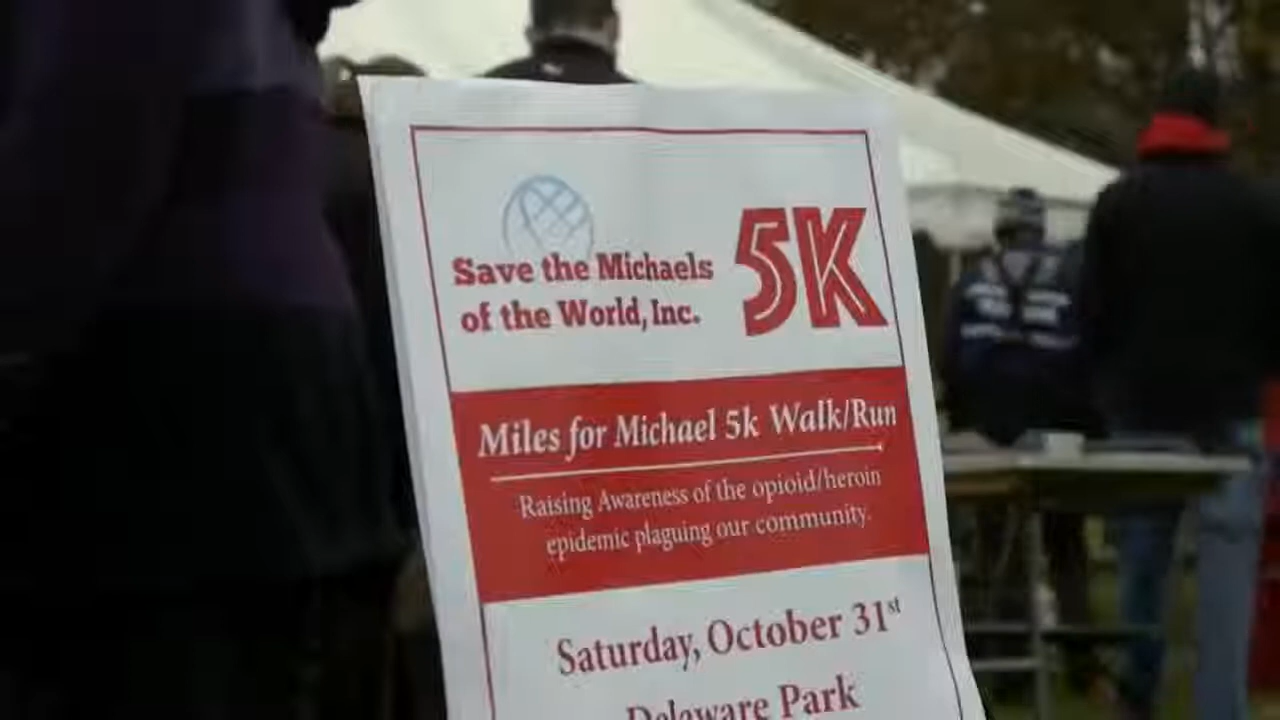 Save the Michaels
of the World, Inc.
5K
Miles for Michael 5k Walk/Run
Raising Awareness of the opioid/heroin
epidemic plaguing our community.
Saturday, October 31st
Delaware Park